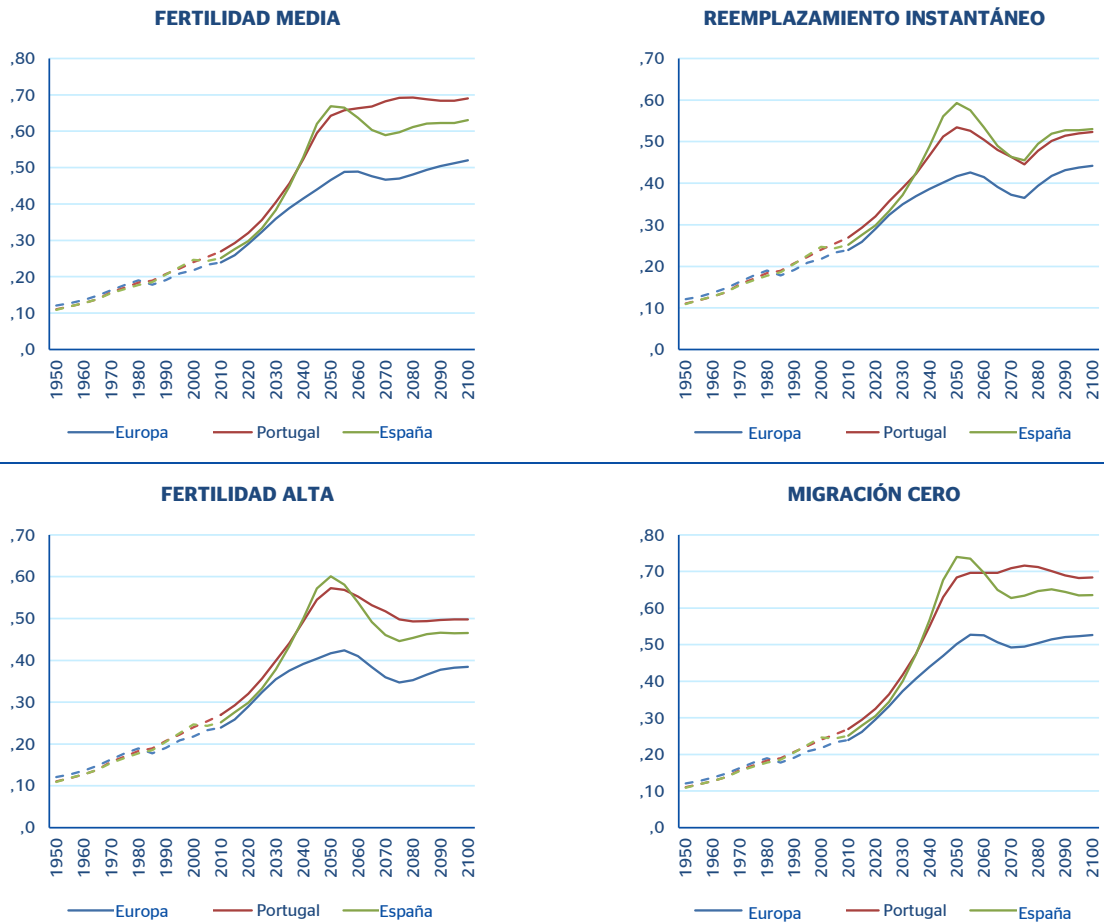 FERTILIDAD MEDIA
,80
,70
,60
,50
,40
,30
,20
,10
,0
1950 1960 1970 1980 1990 2000 2010 2020 2030 2040 2050 2060 2070 2080 2090 2100
Europa Portugal España
REEMPLAZAMIENTO INSTANTÁNEO
,70
,60
,50
,40
,30
,20
,10
,0
1950 1960 1970 1980 1990 2000 2010 2020 2030 2040 2050 2060 2070 2080 2090 2100
Europa Portugal España
FERTILIDAD ALTA
,70
,60
,50
,40
,30
,20
,10
,0
1950 1960 1970 1980 1990 2000 2010 2020 2030 2040 2050 2060 2070 2080 2090 2100
Europa Portugal España
MIGRACIÓN CERO
,80
,70
,60
,50
,40
,30
,20
,10
,0
1950 1960 1970 1980 1990 2000 2010 2020 2030 2040 2050 2060 2070 2080 2090 2100
Europa Portugal España